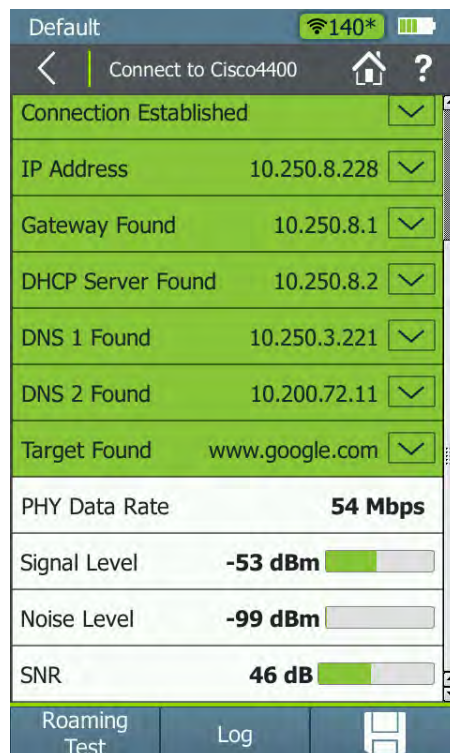 Default 140*
Connect to Cisco4400 ?
Connection Established
IP Address 10.250.8.228
Gateway Found 10.250.8.1
DHCP Server Found 10.250.8.2
DNS 1 Found 10.250.3.221
DNS 2 Found 10.200.72.11
Target Found www.google.com
PHY Data Rate 54 Mbps
Signal Level -53 dBm
Noise Level -99 dBm
SNR 46 dB
Roaming
Test Log